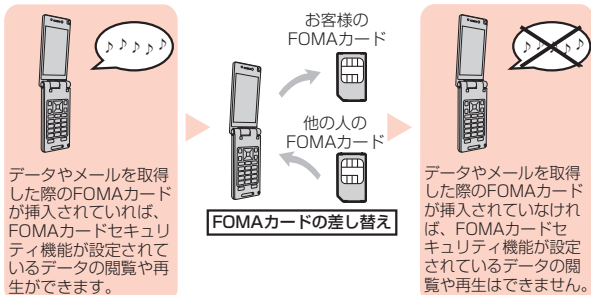 データやメールを取得
した際のFOMAカード
が挿入されていれば、
FOMAカードセキュリ
ティ機能が設定されて
いるデータの閲覧や再
生ができます。
お客様の
FOMAカード
他の人の
FOMAカード
FOMAカードの差し替え
データやメールを取得
した際のFOMAカード
が挿入されていなけれ
ば、FOMAカードセ
キュリティ機能が設定
されているデータの閲
覧や再生はできません。